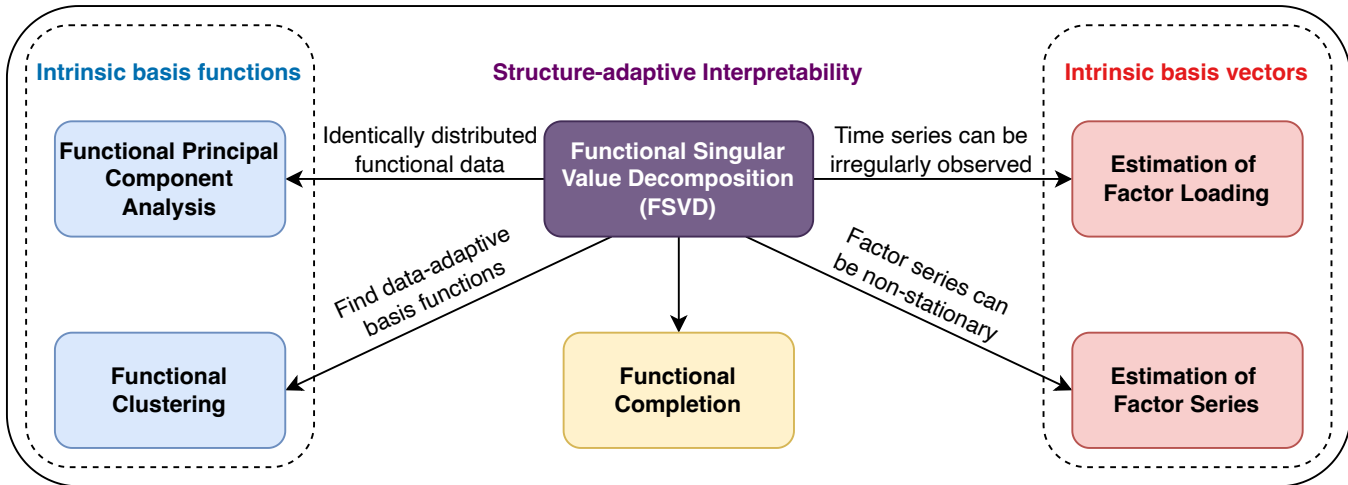 Intrinsic basis functions
Structure-adaptive Interpretability
Intrinsic basis vectors
Functional Principal
Component
Analysis
Identically distributed
functional data
Functional Singular
Value Decomposition
(FSVD)
Time series can be
irregularly observed
Estimation of
Factor Loading
Find data-adaptive
basis functions
Factor series can
be non-stationary
Functional
Clustering
Functional
Completion
Estimation of
Factor Series